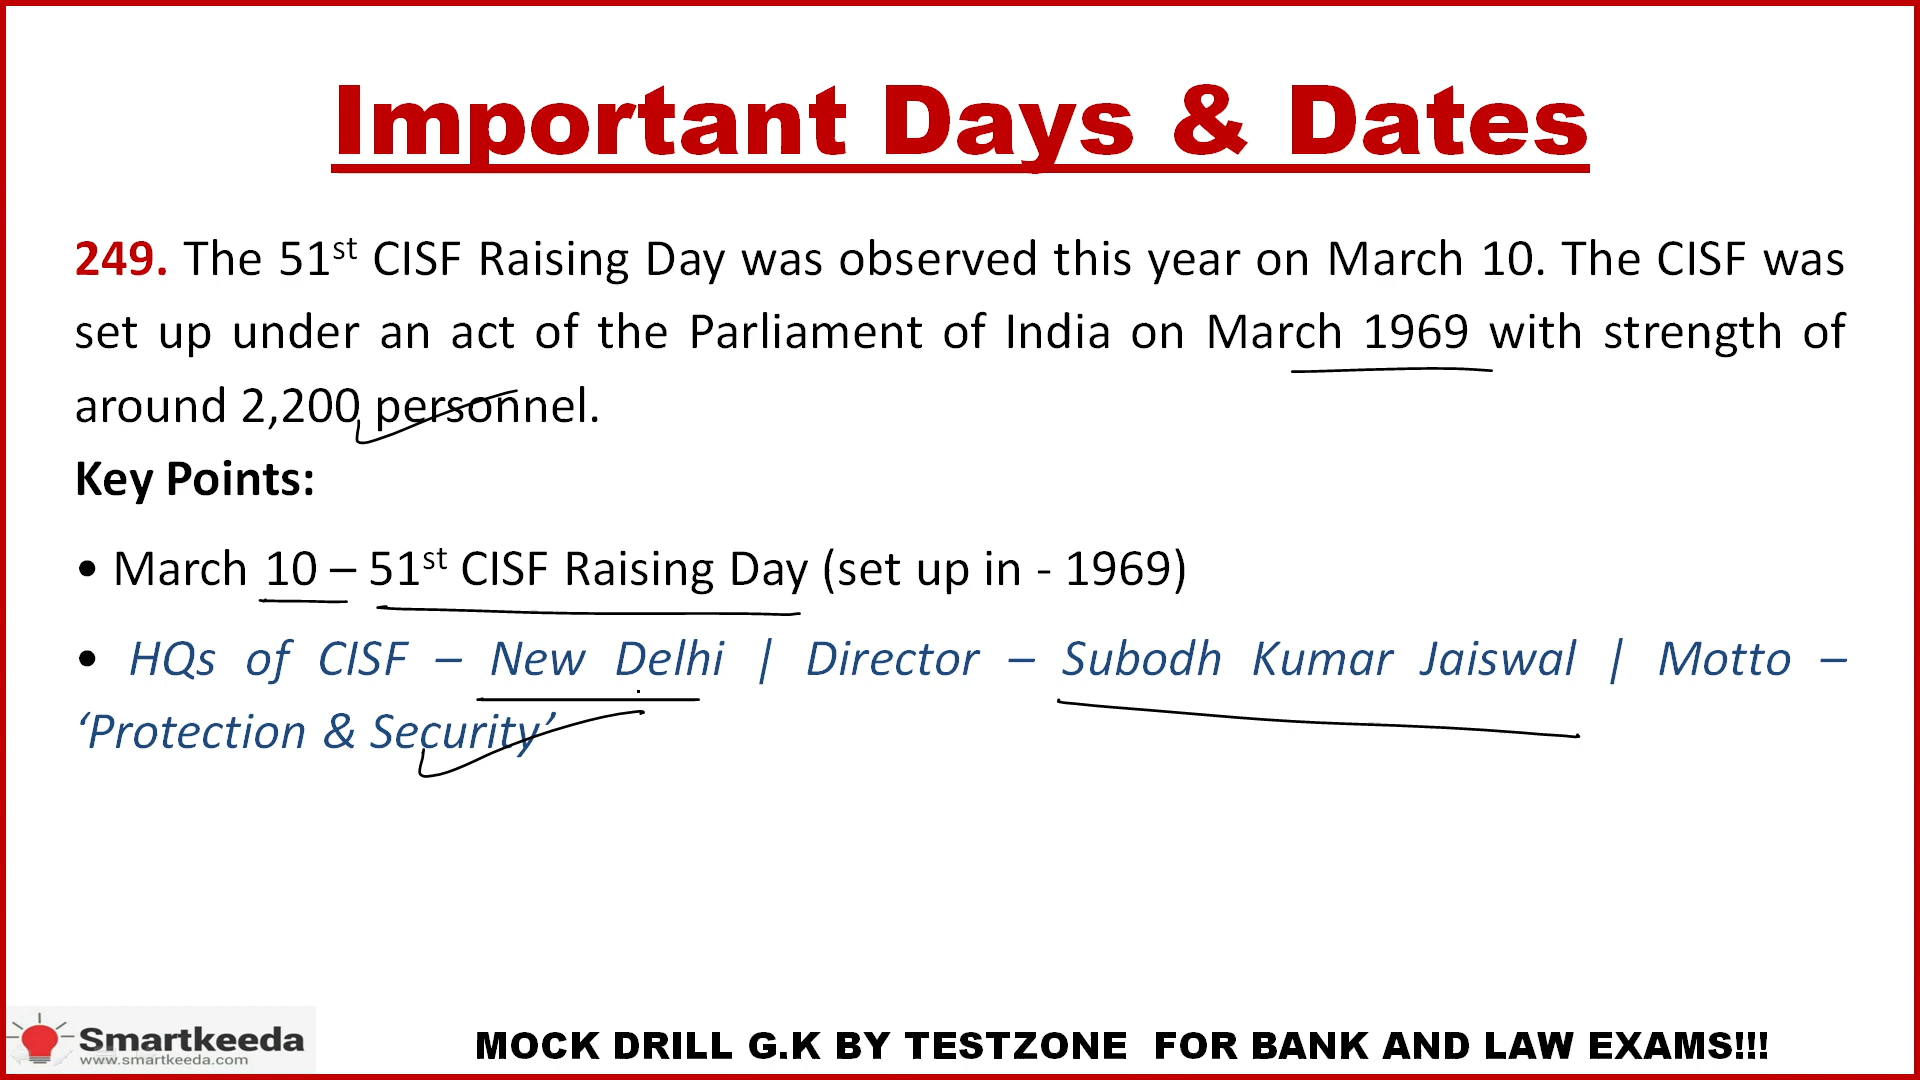 Important Days & Dates
249. The 51st CISF Raising Day was observed this year on March 10. The CISF was
set up under an act of the Parliament of India on March 1969 with strength of
around 2,200 personnel.
Key Points:
• March 10 – 51st CISF Raising Day (set up in - 1969)
• HQs of CISF – New Delhi | Director – Subodh Kumar Jaiswal | Motto –
‘Protection & Security’
Smartkeeda
www.smartkeeda.com
MOCK DRILL G.K BY TESTZONE FOR BANK AND LAW EXAMS!!!